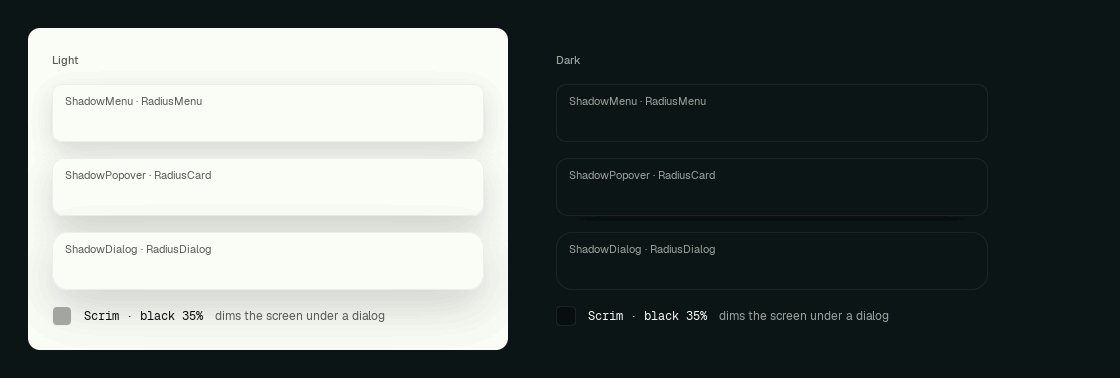 Light
ShadowMenu · RadiusMenu
ShadowPopover · RadiusCard
ShadowDialog · RadiusDialog
Scrim · black 35% dims the screen under a dialog
Dark
ShadowMenu · RadiusMenu
ShadowPopover · RadiusCard
ShadowDialog · RadiusDialog
Scrim · black 35% dims the screen under a dialog